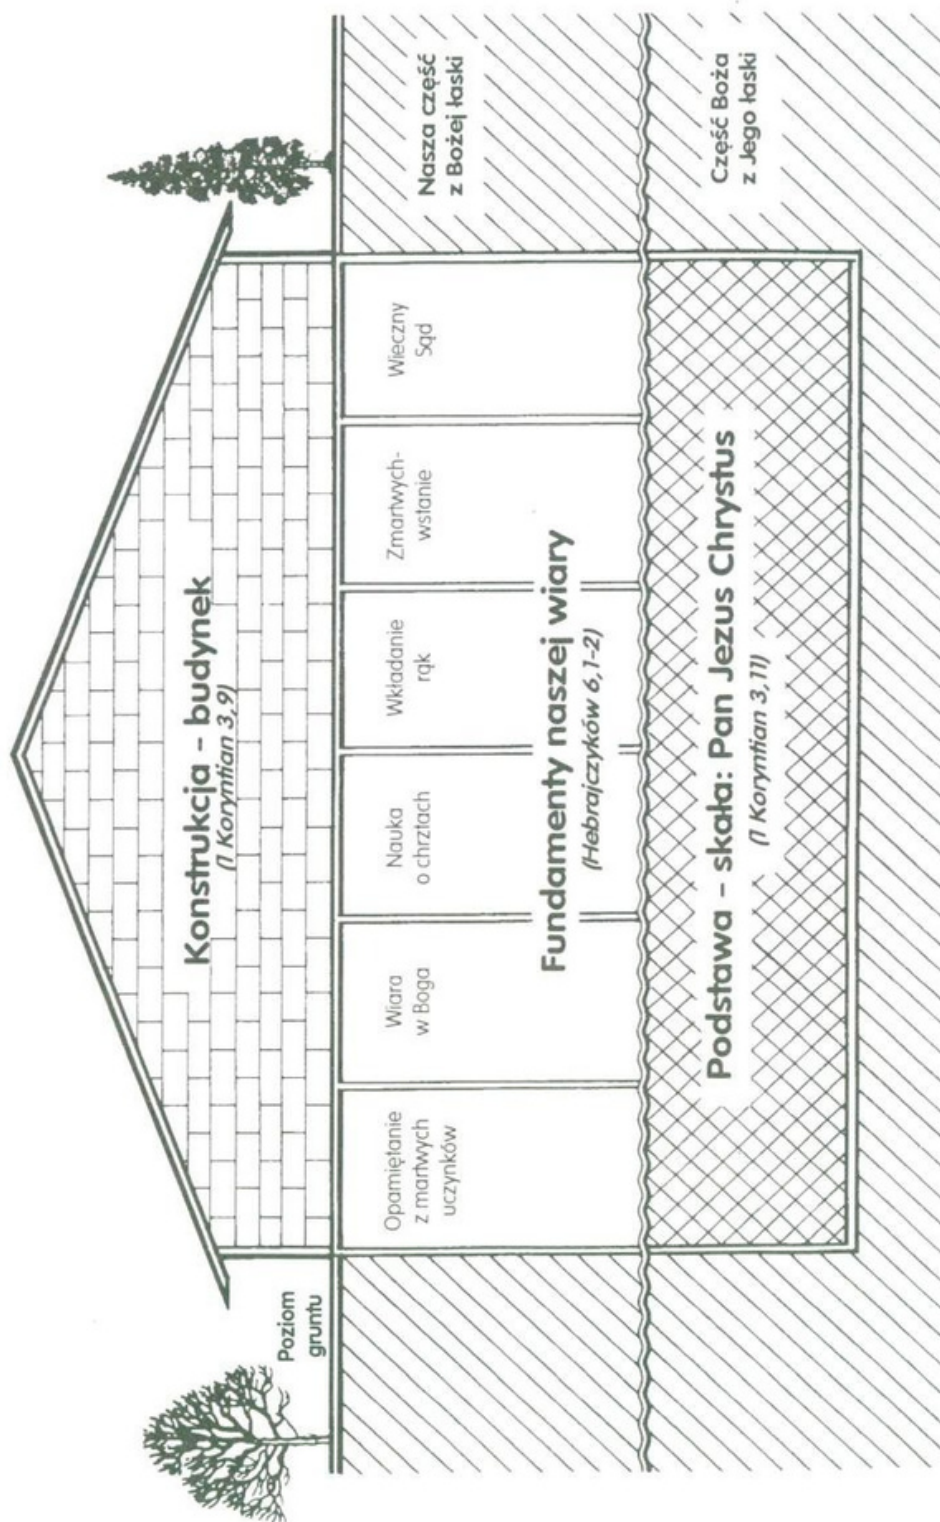 Konstrukcja – budynek
(1 Koryntian 3,9)
Poziom
gruntu
Opamiętanie
z martwych
uczynków
Wiara
w Boga
Nauka
o chrztach
Wkładanie
rąk
Zmartwych-
wstanie
Wieczny
Sąd
Nasza część
z Bożej łaski
Fundamenty naszej wiary
(Hebrajczyków 6,1-2)
Podstawa – skała: Pan Jezus Chrystus
(1 Koryntian 3,11)
Część Boża
z Jego łaski